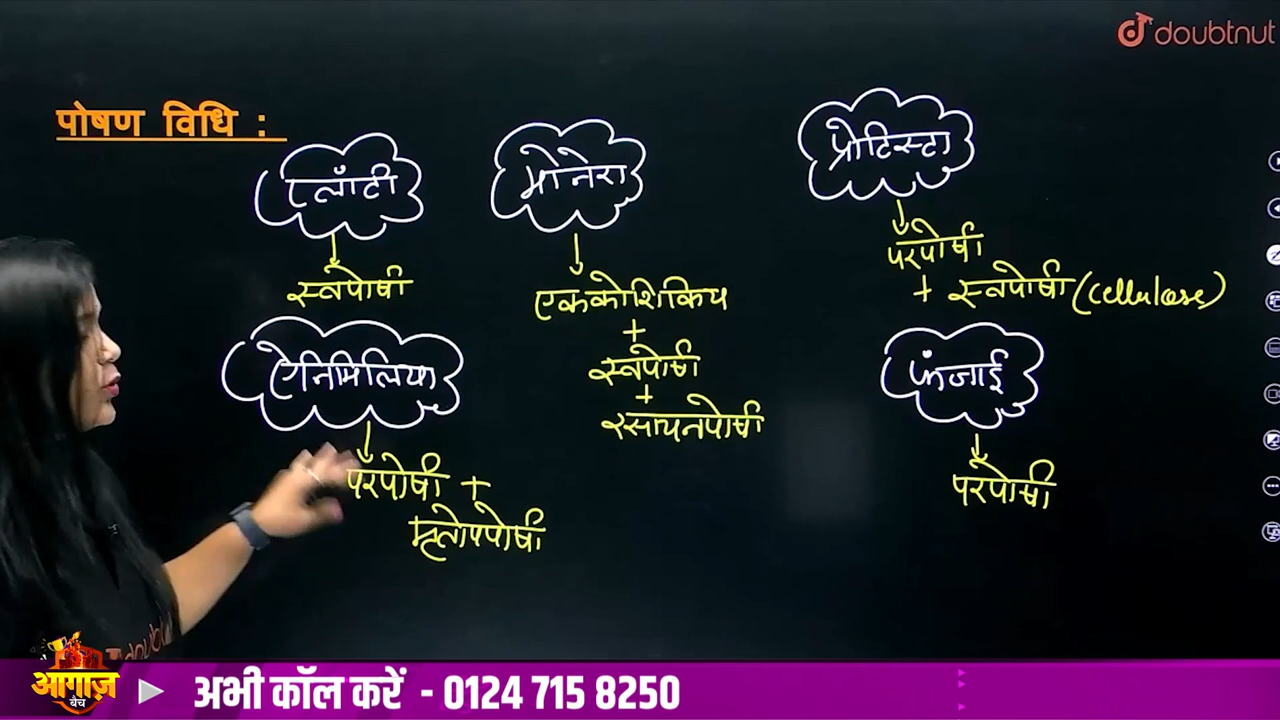 doubtnut
पोषण विधि :
प्लांटी
स्वपोषी
मोनेरा
एककोशिकिय
+
स्वपोषी
+
रसायनपोषी
प्रोटिस्टा
परपोषी
+ स्वपोषी (cellulose)
ऐनिमिलिया
परपोषी +
मृतोपपोषी
फंजाई
परपोषी
आगाज़
बैच
अभी कॉल करें - 0124 715 8250